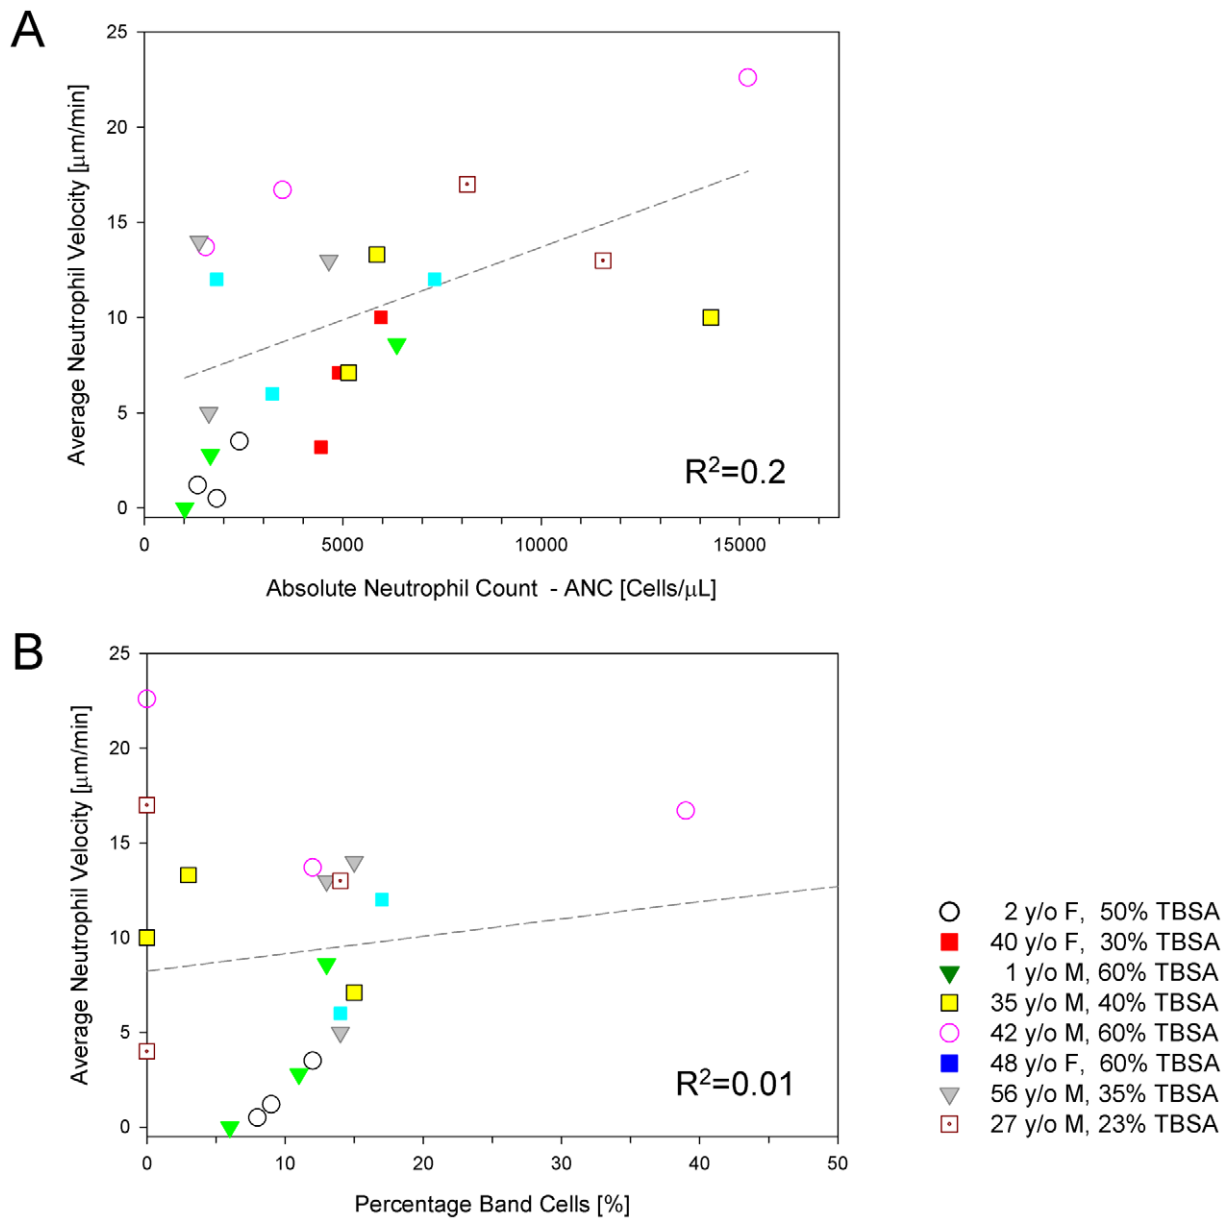 A
25
20
15
10
5
0
Average Neutrophil Velocity [μm/min]
R²=0.2
0 5000 10000 15000
Absolute Neutrophil Count - ANC [Cells/μL]
B
25
20
15
10
5
0
Average Neutrophil Velocity [μm/min]
R²=0.01
0 10 20 30 40 50
Percentage Band Cells [%]
2 y/o F, 50% TBSA
40 y/o F, 30% TBSA
1 y/o M, 60% TBSA
35 y/o M, 40% TBSA
42 y/o M, 60% TBSA
48 y/o F, 60% TBSA
56 y/o M, 35% TBSA
27 y/o M, 23% TBSA